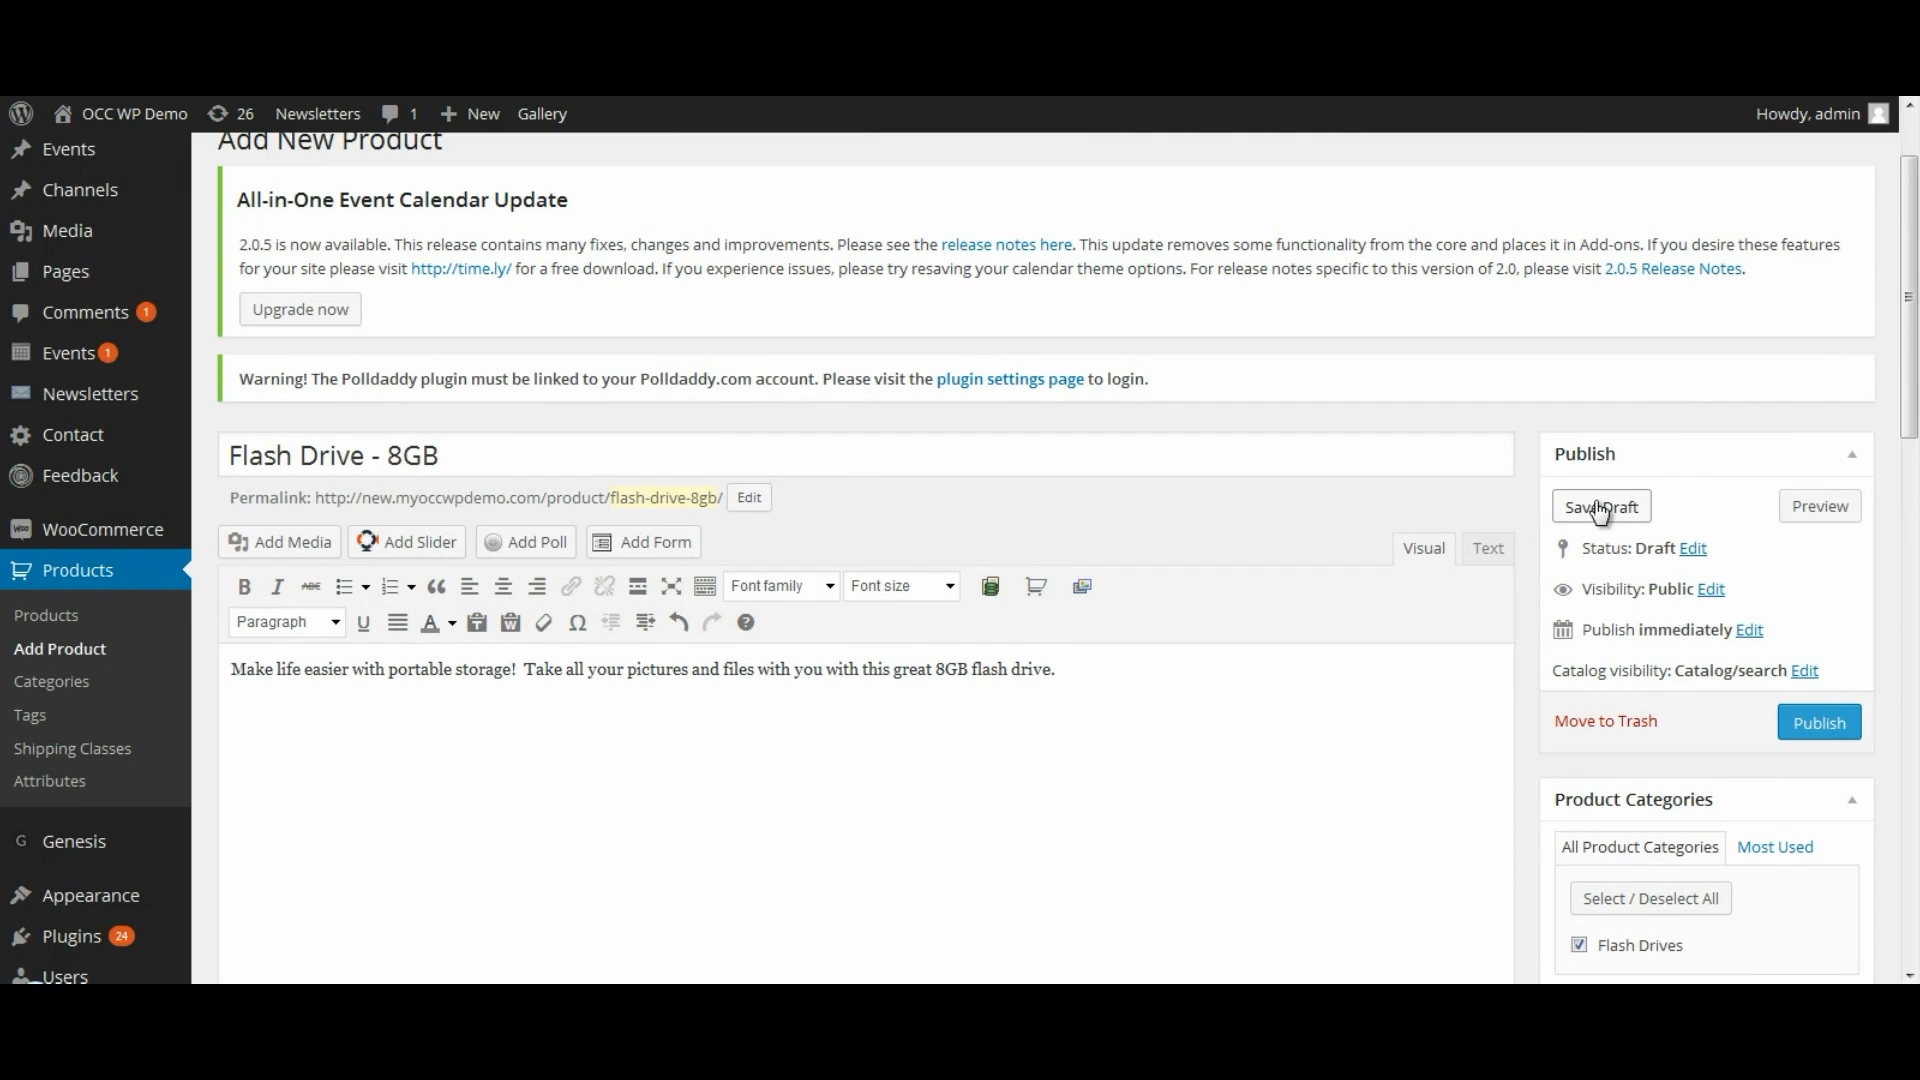 OCC WP Demo 26 Newsletters 1 New Gallery Howdy, admin
Events
Channels
Media
Pages
Comments 1
Events 1
Newsletters
Contact
Feedback
WooCommerce
Products
Products
Add Product
Categories
Tags
Shipping Classes
Attributes
G Genesis
Appearance
Plugins 24
Users
Add New Product
All-in-One Event Calendar Update
2.0.5 is now available. This release contains many fixes, changes and improvements. Please see the release notes here. This update removes some functionality from the core and places it in Add-ons. If you desire these features
for your site please visit http://time.ly/ for a free download. If you experience issues, please try resaving your calendar theme options. For release notes specific to this version of 2.0, please visit 2.0.5 Release Notes.
Upgrade now
Warning! The Polldaddy plugin must be linked to your Polldaddy.com account. Please visit the plugin settings page to login.
Flash Drive - 8GB
Permalink: http://new.myoccwpdemo.com/product/flash-drive-8gb/ Edit
Add Media Add Slider Add Poll Add Form Visual Text
B I ABC Font family Font size
Paragraph U A T W Ω ?
Make life easier with portable storage! Take all your pictures and files with you with this great 8GB flash drive.
Publish
Save Draft Preview
Status: Draft Edit
Visibility: Public Edit
Publish immediately Edit
Catalog visibility: Catalog/search Edit
Move to Trash Publish
Product Categories
All Product Categories Most Used
Select / Deselect All
Flash Drives